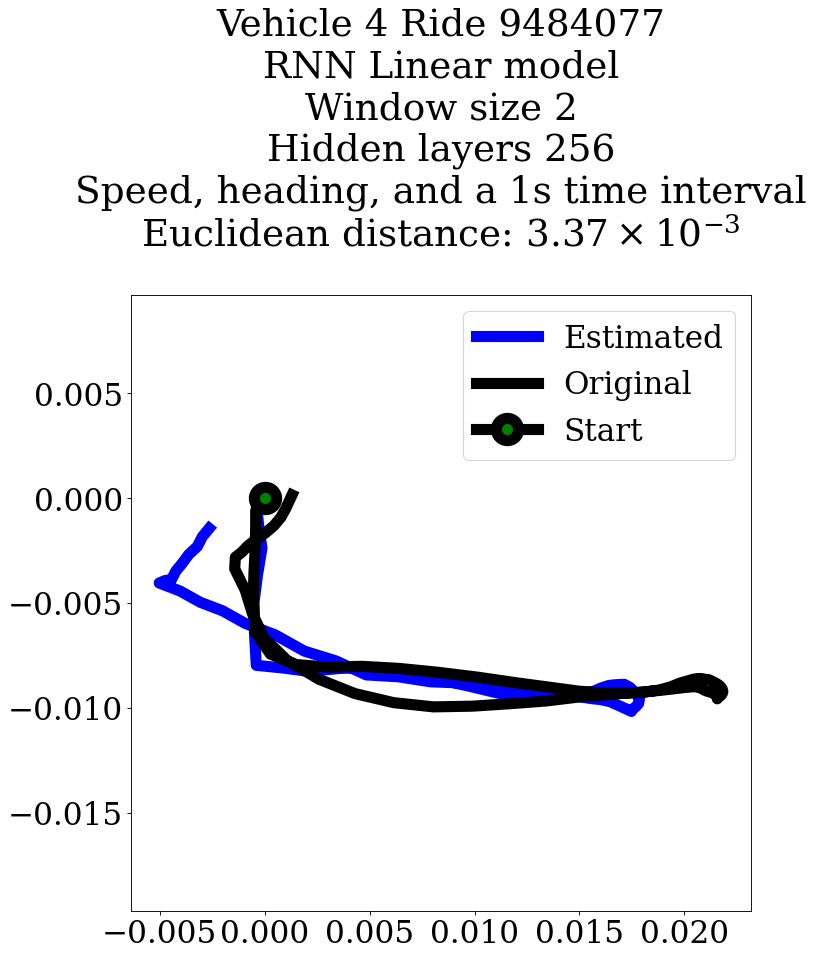 Vehicle 4 Ride 9484077
RNN Linear model
Window size 2
Hidden layers 256
Speed, heading, and a 1s time interval
Euclidean distance: 3.37 × 10⁻³
Estimated
Original
Start
0.005
0.000
−0.005
−0.010
−0.015
−0.005 0.000 0.005 0.010 0.015 0.020